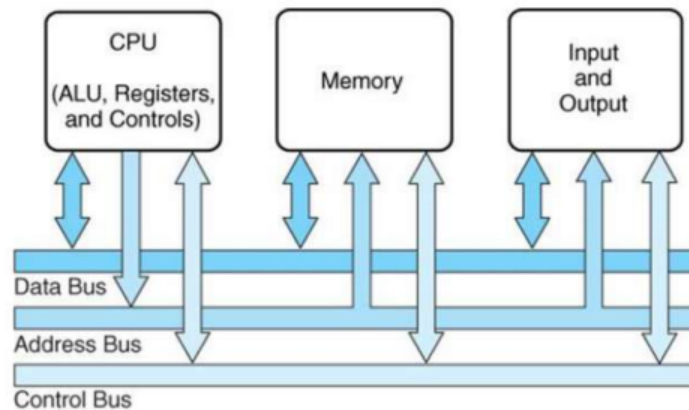 CPU
(ALU, Registers,
and Controls)
Memory
Input
and
Output
Data Bus
Address Bus
Control Bus